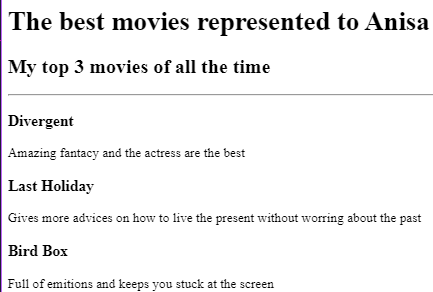 The best movies represented to Anisa
My top 3 movies of all the time
Divergent
Amazing fantacy and the actress are the best
Last Holiday
Gives more advices on how to live the present without worring about the past
Bird Box
Full of emitions and keeps you stuck at the screen